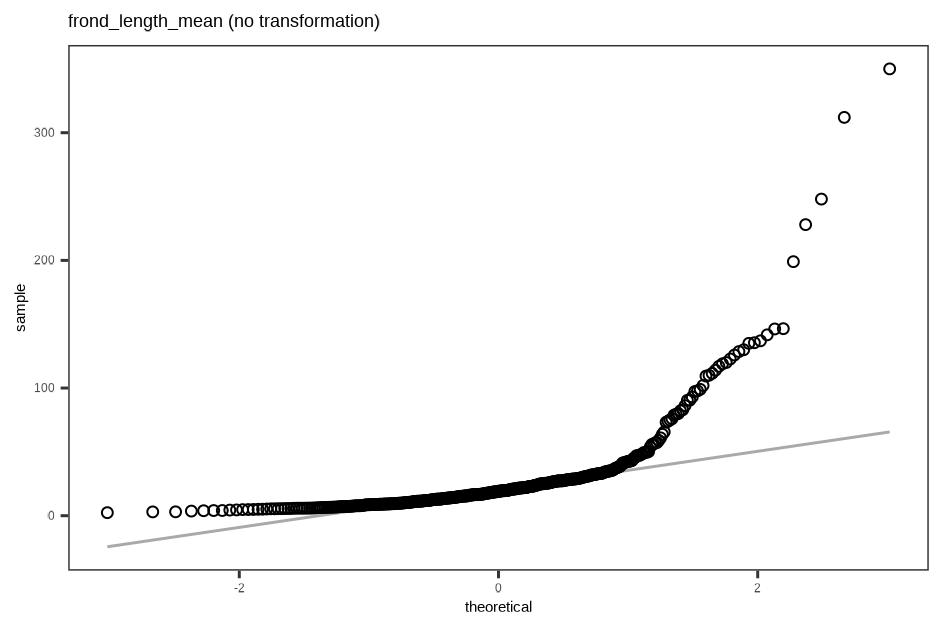 frond_length_mean (no transformation)
300
200
100
0
sample
-2
0
2
theoretical